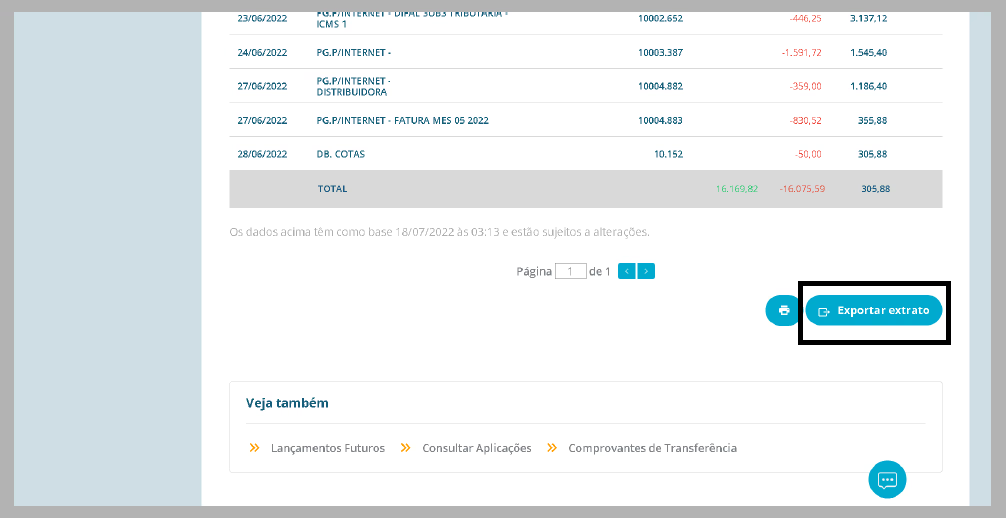 23/06/2022 PG.P/INTERNET - DIFAL SUBS TRIBUTARIA - 10002.652 -446,25 3.137,12
ICMS 1
24/06/2022 PG.P/INTERNET - 10003.387 -1.591,72 1.545,40
27/06/2022 PG.P/INTERNET - 10004.882 -359,00 1.186,40
DISTRIBUIDORA
27/06/2022 PG.P/INTERNET - FATURA MES 05 2022 10004.883 -830,52 355,88
28/06/2022 DB. COTAS 10.152 -50,00 305,88
TOTAL 16.169,82 -16.075,59 305,88
Os dados acima têm como base 18/07/2022 às 03:13 e estão sujeitos a alterações.
Página 1 de 1
Exportar extrato
Veja também
Lançamentos Futuros Consultar Aplicações Comprovantes de Transferência